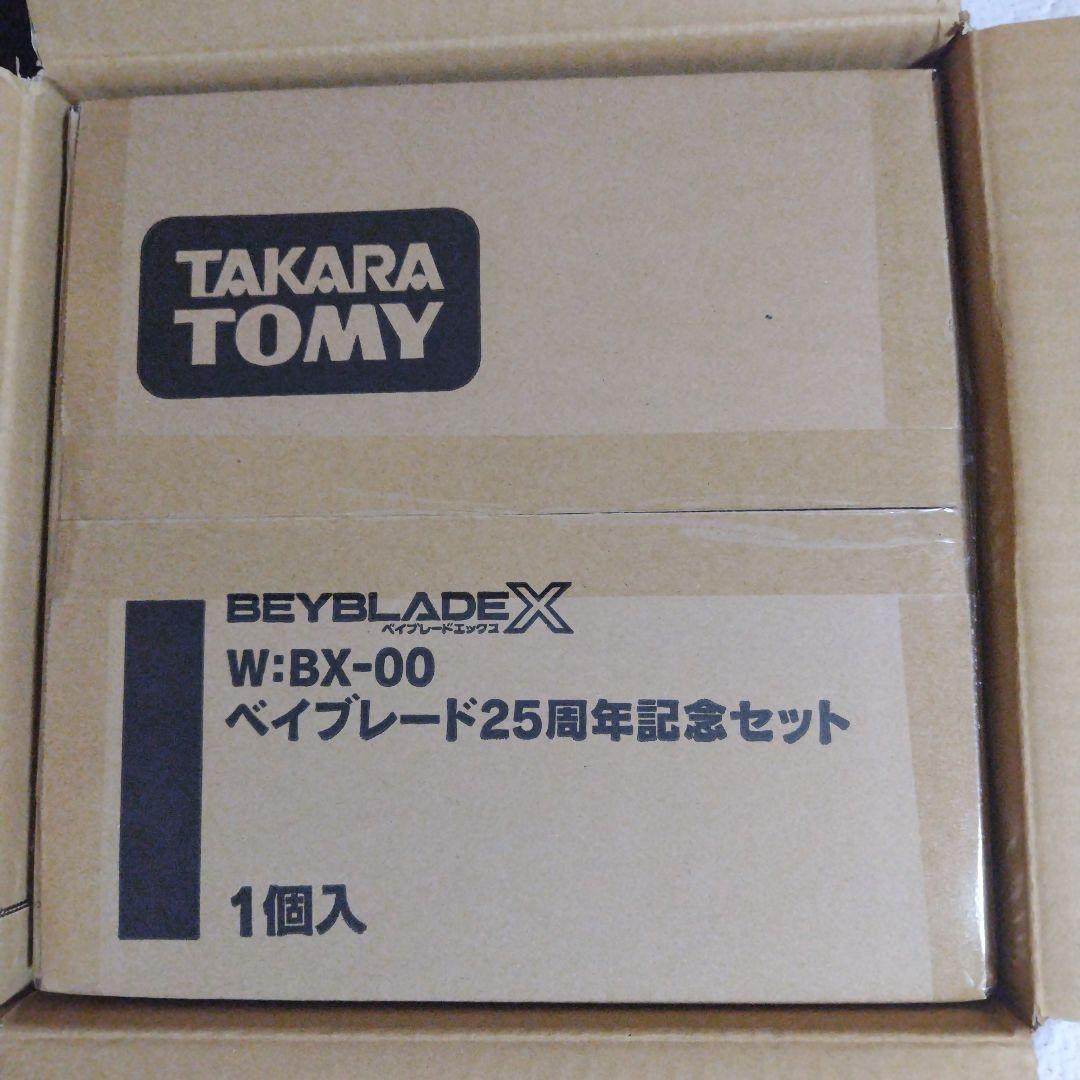 TAKARA
TOMY
BEYBLADE X
ベイブレードエックス
W:BX-00
ベイブレード25周年記念セット
1個入